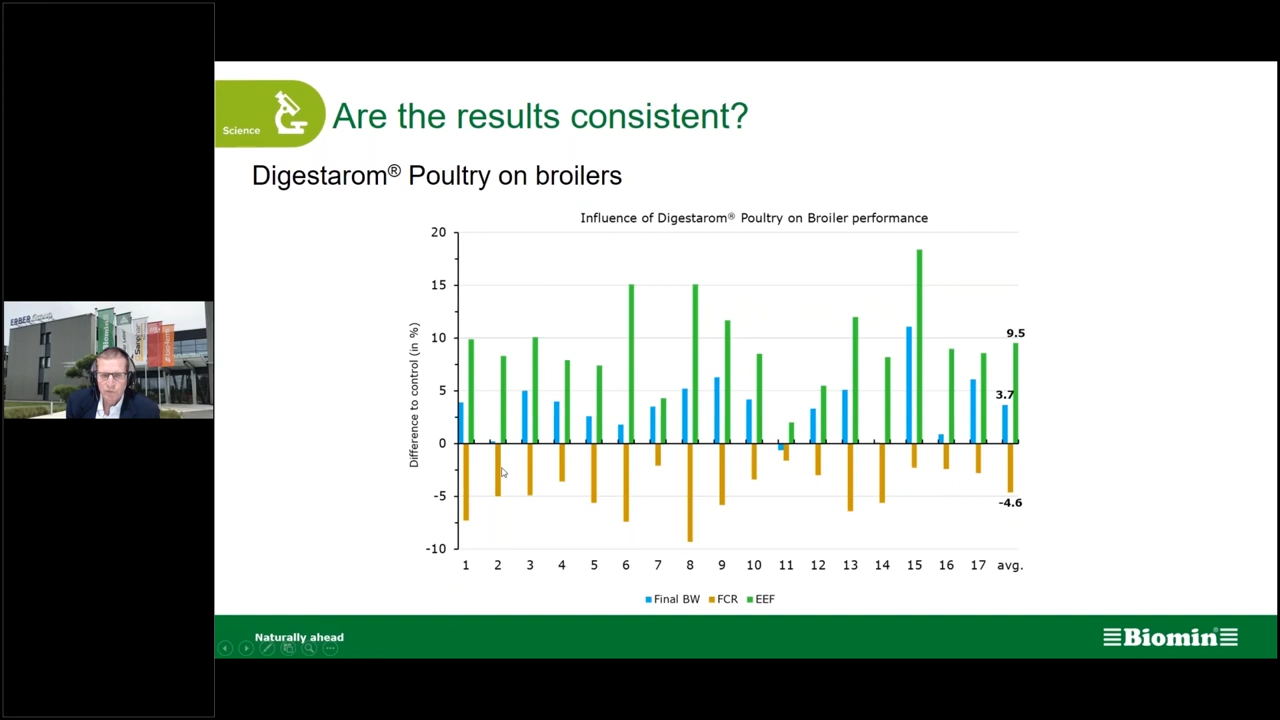 Science
Are the results consistent?
Digestarom® Poultry on broilers
Influence of Digestarom® Poultry on Broiler performance
Difference to control (in %)
20
15
10
5
0
-5
-10
9.5
3.7
-4.6
1 2 3 4 5 6 7 8 9 10 11 12 13 14 15 16 17 avg.
Final BW FCR EEF
Naturally ahead
Biomin®
ERBER Group
Biomin